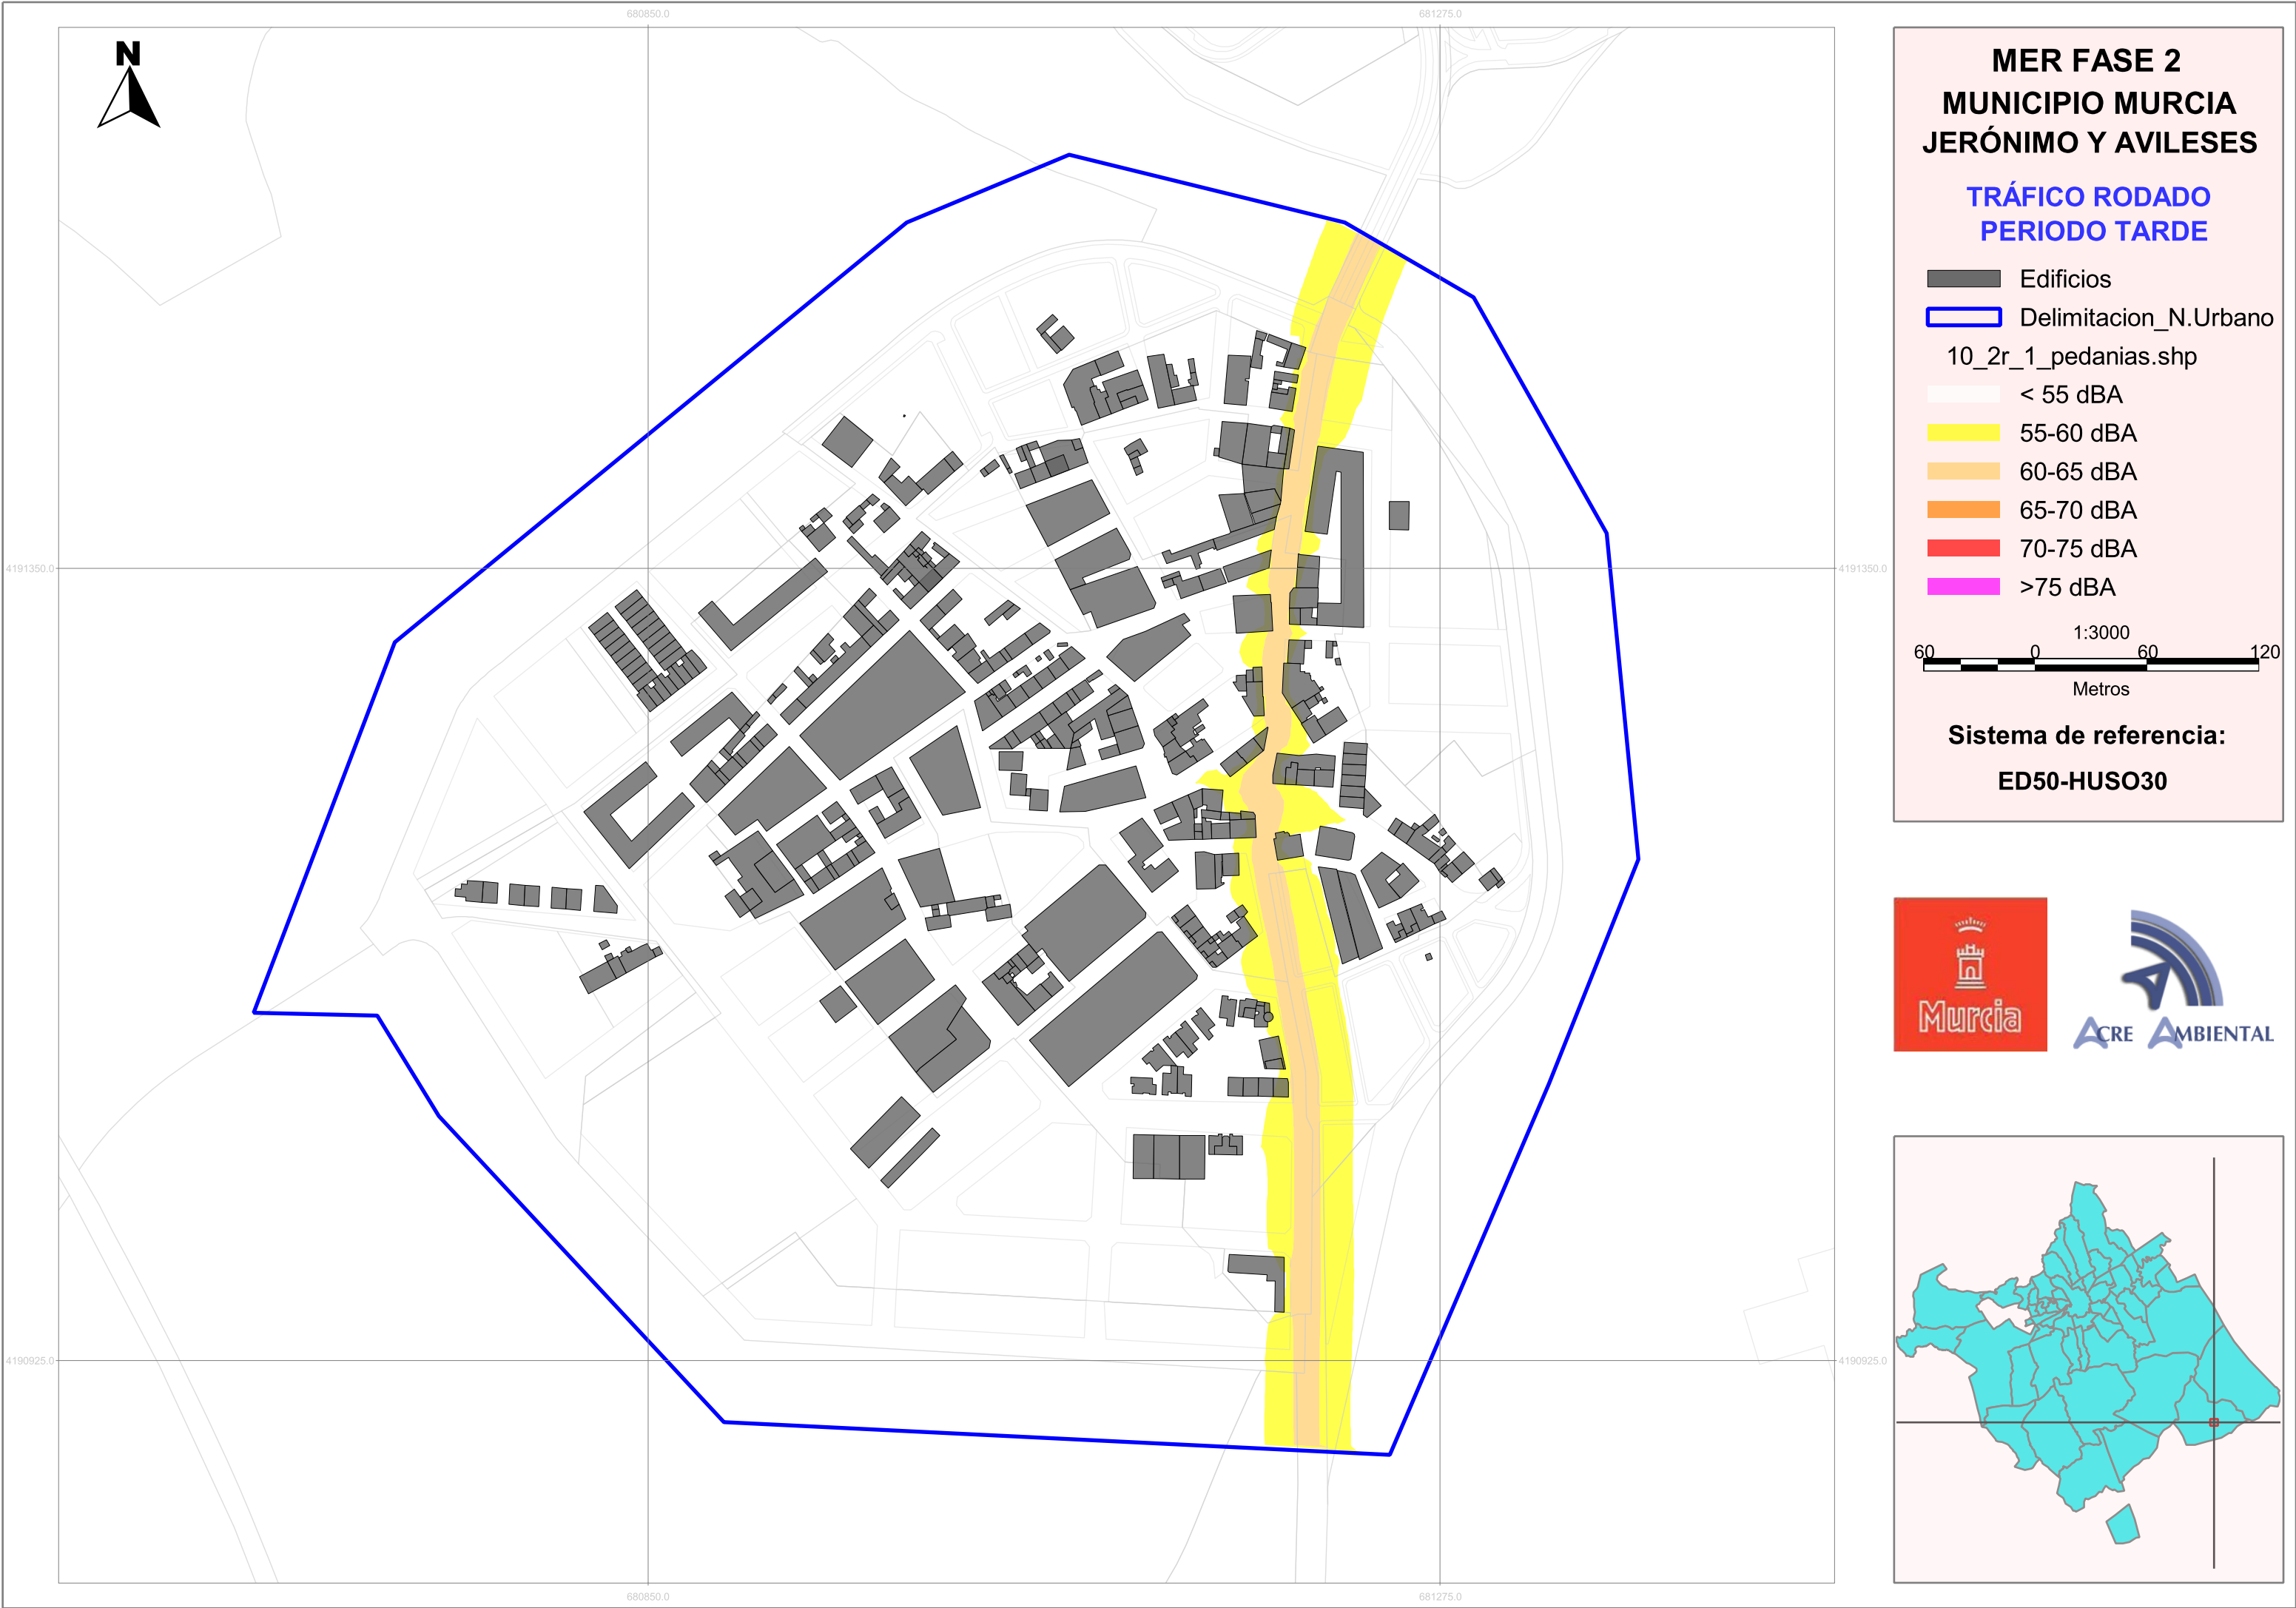 680850.0 681275.0
N
4191350.0 4191350.0
4190925.0 4190925.0
680850.0 681275.0
MER FASE 2
MUNICIPIO MURCIA
JERÓNIMO Y AVILESES
TRÁFICO RODADO
PERIODO TARDE
Edificios
Delimitacion_N.Urbano
10_2r_1_pedanias.shp
< 55 dBA
55-60 dBA
60-65 dBA
65-70 dBA
70-75 dBA
>75 dBA
1:3000
60 0 60 120
Metros
Sistema de referencia:
ED50-HUSO30
Murcia
ACRE AMBIENTAL